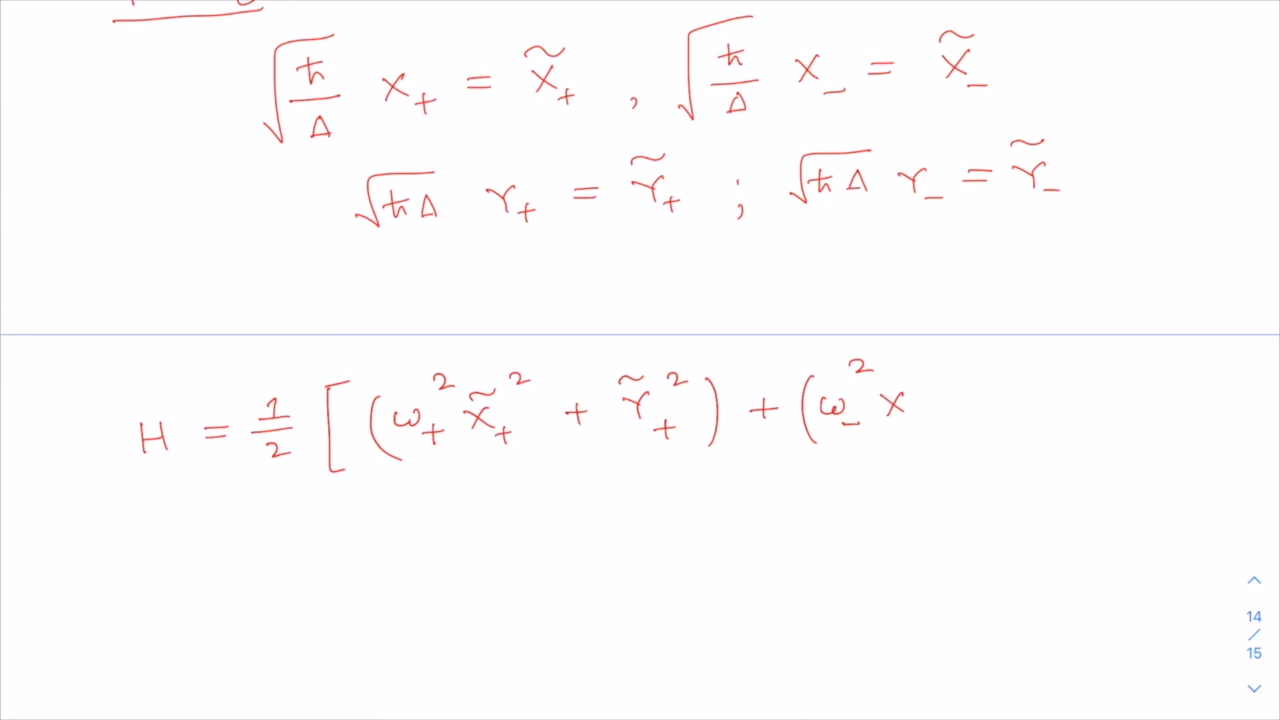 √(ħ/Δ) X₊ = X̃₊ , √(ħ/Δ) X₋ = X̃₋
√(ħΔ) Y₊ = Ỹ₊ ; √(ħΔ) Y₋ = Ỹ₋
H = 1/2 [ (ω₊² X̃₊² + Ỹ₊²) + (ω₋² X
14
/
15